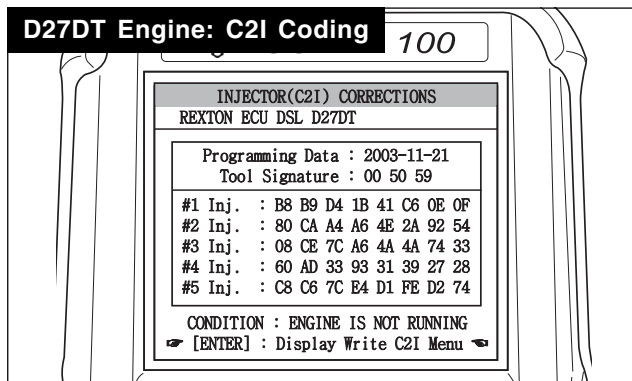 D27DT Engine: C2I Coding
100
INJECTOR(C2I) CORRECTIONS
REXTON ECU DSL D27DT
Programming Data : 2003-11-21
Tool Signature : 00 50 59
#1 Inj. : B8 B9 D4 1B 41 C6 0E 0F
#2 Inj. : 80 CA A4 A6 4E 2A 92 54
#3 Inj. : 08 CE 7C A6 4A 4A 74 33
#4 Inj. : 60 AD 33 93 31 39 27 28
#5 Inj. : C8 C6 7C E4 D1 FE D2 74
CONDITION : ENGINE IS NOT RUNNING
☞ [ENTER] : Display Write C2I Menu ☜